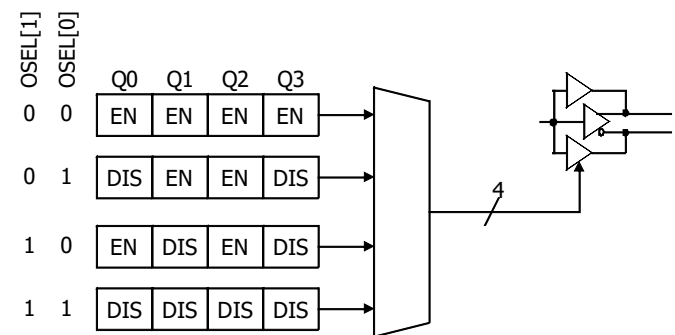 OSEL[1] OSEL[0]
Q0 Q1 Q2 Q3
0 0 EN EN EN EN
0 1 DIS EN EN DIS
4
1 0 EN DIS EN DIS
1 1 DIS DIS DIS DIS